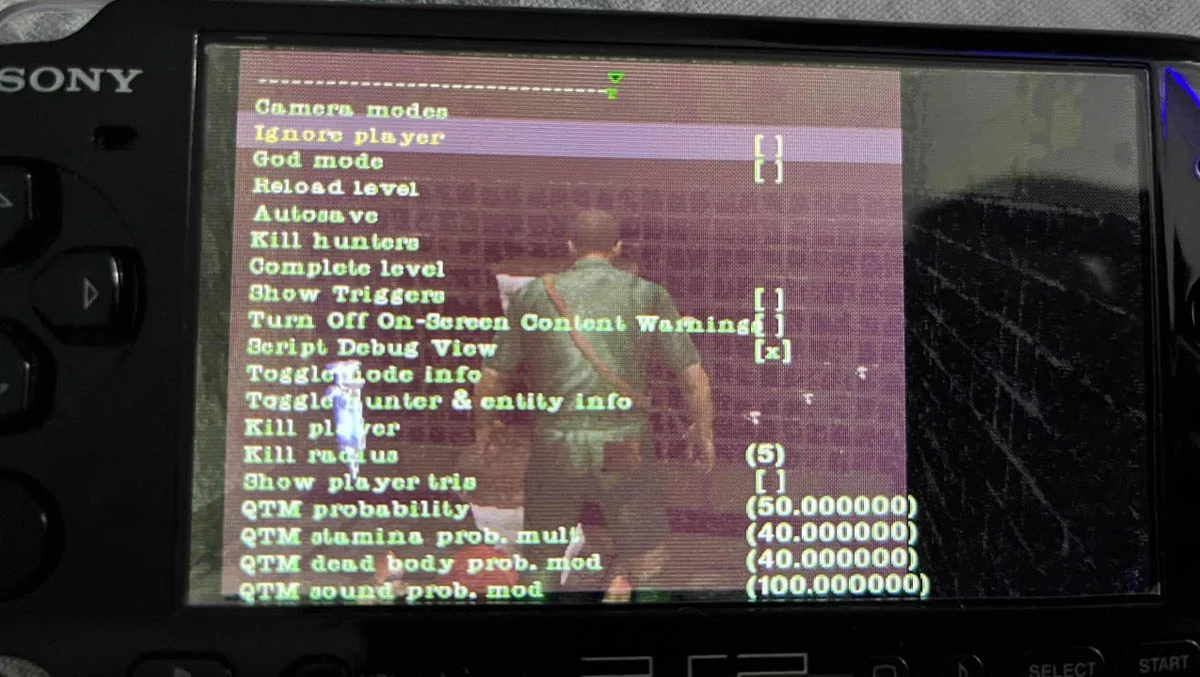 SONY
Camera modes
Ignore player [ ]
God mode [ ]
Reload level
Autosave
Kill hunters
Complete level
Show Triggers [ ]
Turn Off On-Screen Content Warnings [ ]
Script Debug View [x]
Toggle node info
Toggle hunter & entity info
Kill player
Kill radius (5)
Show player tris [ ]
QTM probability (50.000000)
QTM stamina prob. mult (40.000000)
QTM dead body prob. mod (40.000000)
QTM sound prob. mod (100.000000)
SELECT
START